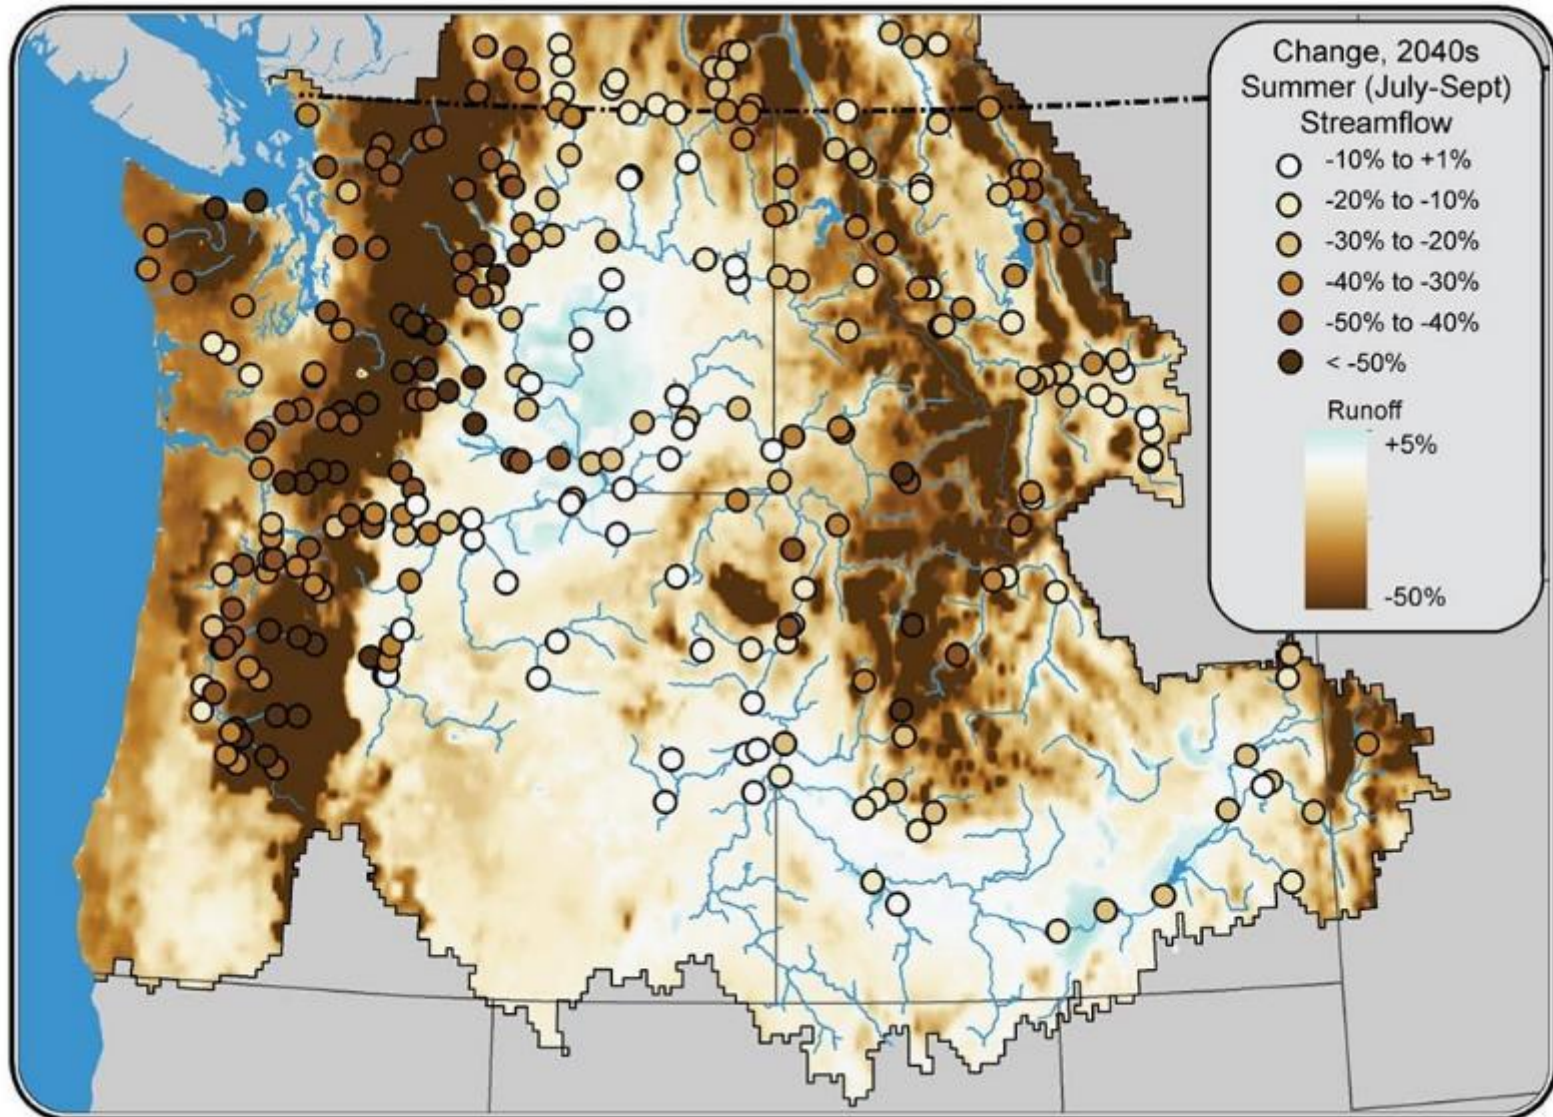 Change, 2040s
Summer (July-Sept)
Streamflow
-10% to +1%
-20% to -10%
-30% to -20%
-40% to -30%
-50% to -40%
< -50%
Runoff
+5%
-50%